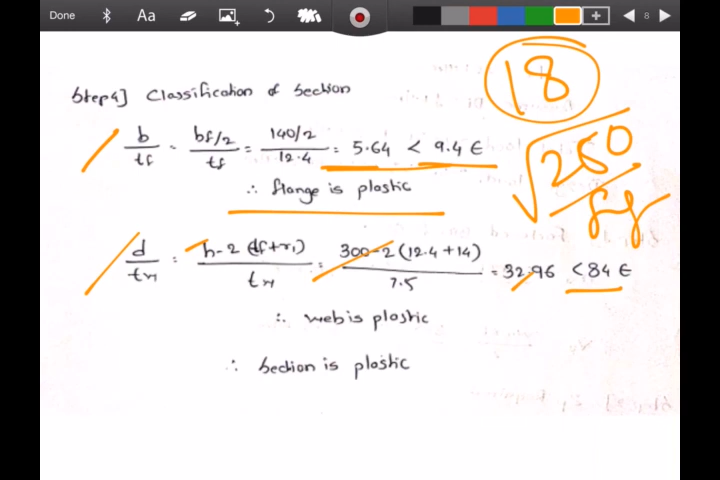 Done Aa 8
Step4] Classification of Section
18
b/tf = bf/2/tf = 140/2/12.4 = 5.64 < 9.4 ϵ
√250/fy
∴ flange is plastic
d/tw = h-2(tf+r1)/tw = 300-2(12.4+14)/7.5 = 32.96 < 84 ϵ
∴ web is plastic
∴ Section is plastic